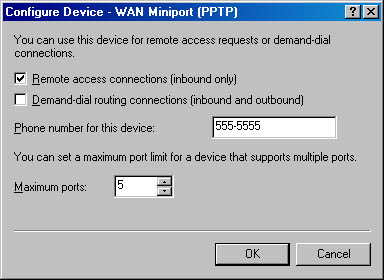 Configure Device - WAN Miniport (PPTP)
You can use this device for remote access requests or demand-dial
connections.
Remote access connections (inbound only)
Demand-dial routing connections (inbound and outbound)
Phone number for this device: 555-5555
You can set a maximum port limit for a device that supports multiple ports.
Maximum ports: 5
OK Cancel